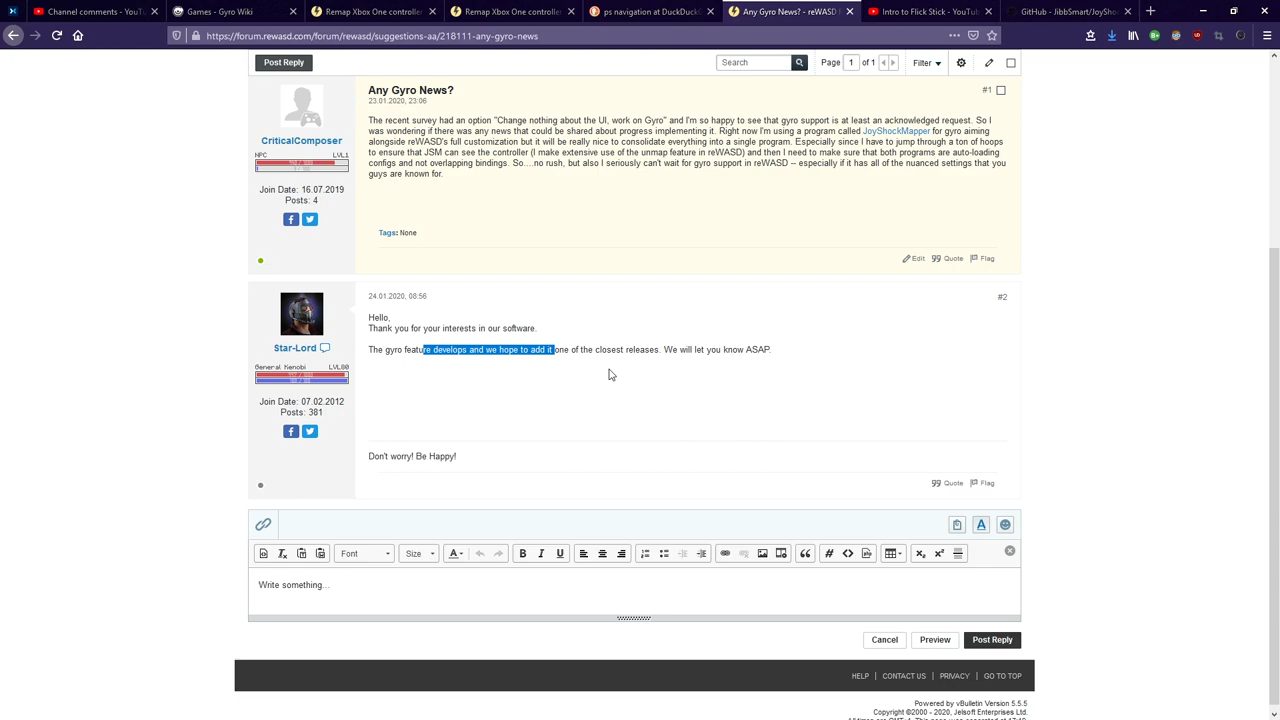 Channel comments - YouT
Games - Gyro Wiki
Remap Xbox One Controll
Remap Xbox One Controll
ps navigation at DuckDuck
Any Gyro News? - reWASD
Intro to Flick Stick - YouTub
GitHub - JibbSmart/JoySho
https://forum.rewasd.com/forum/rewasd/suggestions-aa/218111-any-gyro-news
Post Reply
Search
Page 1 of 1
Filter
Any Gyro News?
#1
23.01.2020, 23:06
CriticalComposer
NPC LVL1
Join Date: 16.07.2019
Posts: 4
The recent survey had an option "Change nothing about the UI, work on Gyro" and I'm so happy to see that gyro support is at least an acknowledged request. So I
was wondering if there was any news that could be shared about progress implementing it. Right now I'm using a program called JoyShockMapper for gyro aiming
alongside reWASD's full customization but it will be really nice to consolidate everything into a single program. Especially since I have to jump through a ton of hoops
to ensure that JSM can see the controller (I make extensive use of the unmap feature in reWASD) and then I need to make sure that both programs are auto-loading
configs and not overlapping bindings. So....no rush, but also I seriously can't wait for gyro support in reWASD -- especially if it has all of the nuanced settings that you
guys are known for.
Tags: None
Edit Quote Flag
24.01.2020, 08:56
#2
Star-Lord
General Kenobi LVL80
Join Date: 07.02.2012
Posts: 381
Hello,
Thank you for your interests in our software.
The gyro feature develops and we hope to add it one of the closest releases. We will let you know ASAP.
Don't worry! Be Happy!
Quote Flag
Font
Size
Write something...
Cancel
Preview
Post Reply
HELP | CONTACT US | PRIVACY | GO TO TOP
Powered by vBulletin Version 5.5.5
Copyright ©2000 - 2020, Jelsoft Enterprises Ltd.